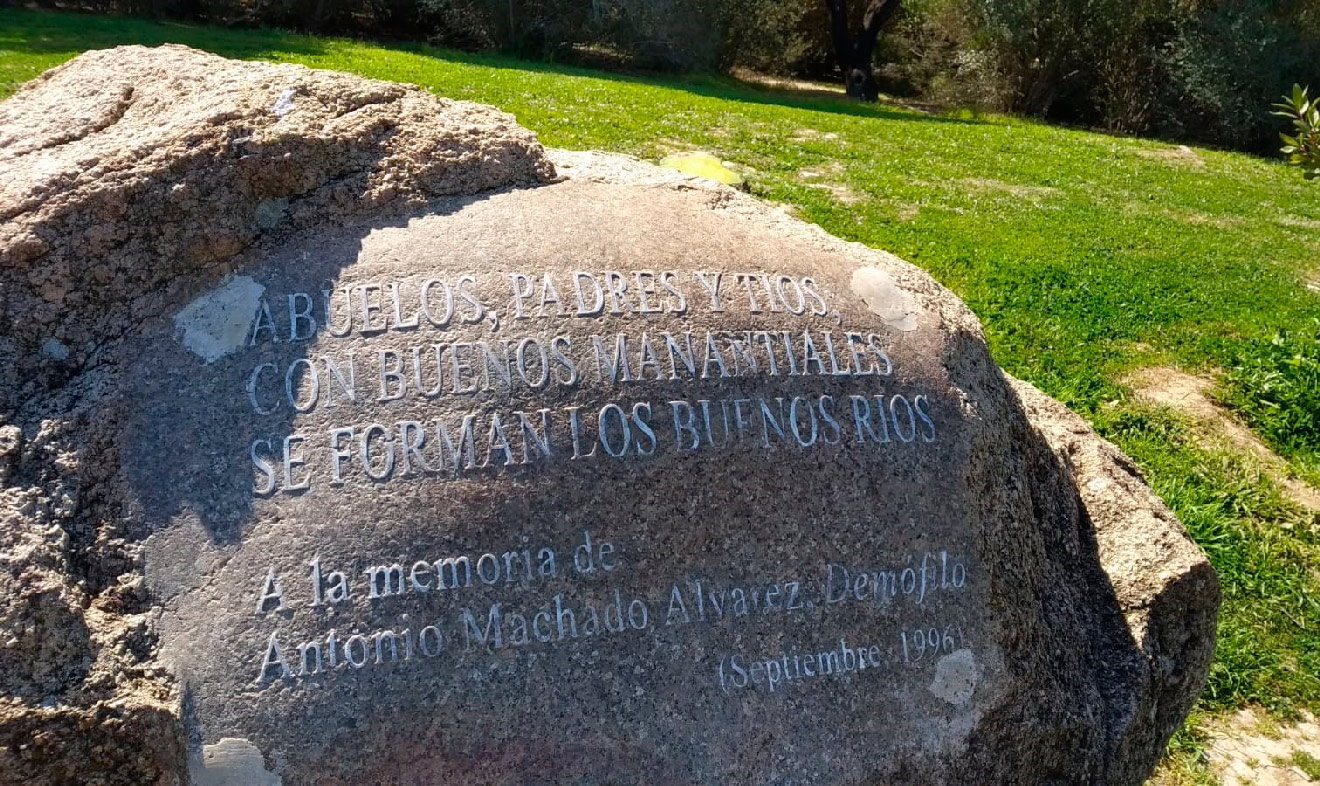 ABUELOS, PADRES Y TIOS,
CON BUENOS MANANTIALES
SE FORMAN LOS BUENOS RIOS
A la memoria de
Antonio Machado Alvarez, Demófilo
(Septiembre 1996)